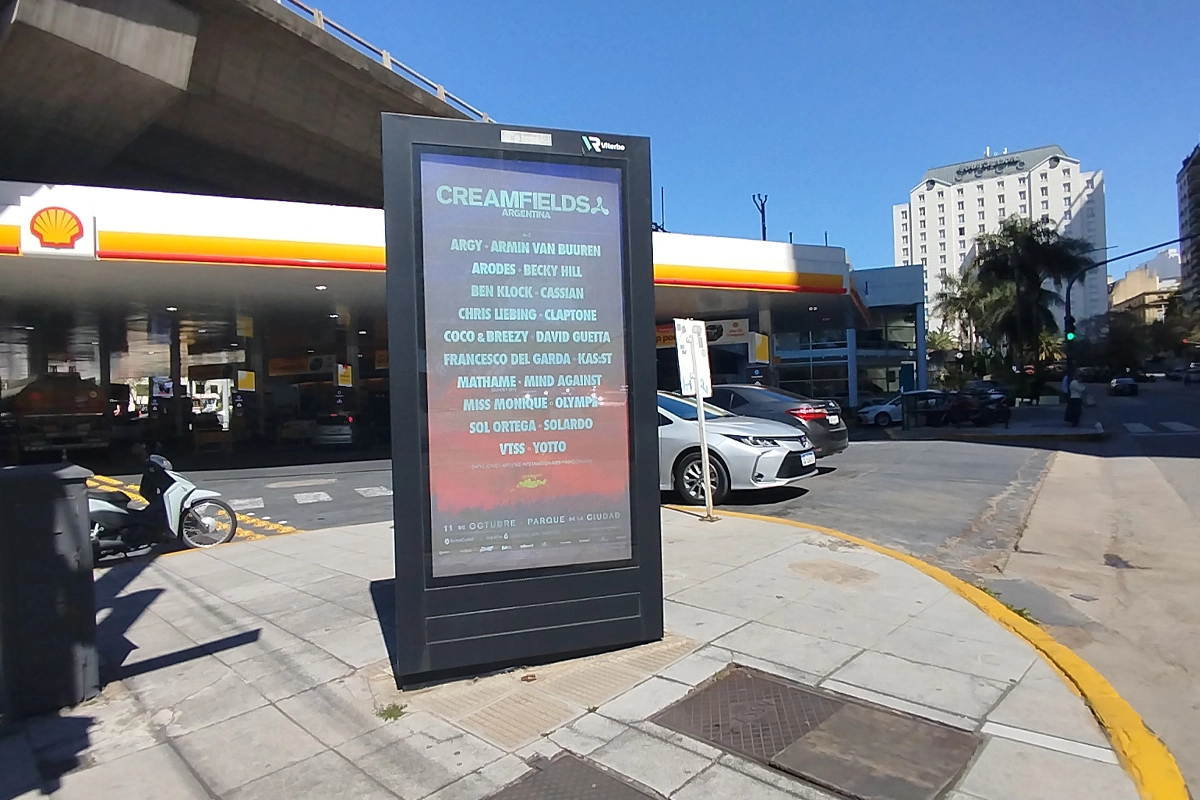 Viterbo
CREAMFIELDS
ARGENTINA
ARGY · ARMIN VAN BUUREN
ARODES · BECKY HILL
BEN KLOCK · CASSIAN
CHRIS LIEBING · CLAPTONE
COCO & BREEZY · DAVID GUETTA
FRANCESCO DEL GARDA · KAS:ST
MATHAME · MIND AGAINST
MISS MONIQUE · OLYMPE
SOL ORTEGA · SOLARDO
VTSS · YOTTO
11 DE OCTUBRE · PARQUE DE LA CIUDAD